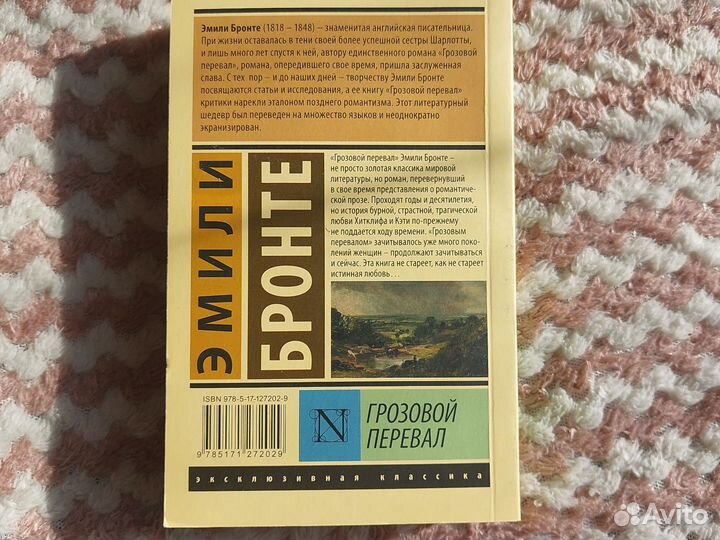 Эмили Бронте (1818 – 1848) – знаменитая английская писательница.
При жизни оставалась в тени своей более успешной сестры Шарлотты,
и лишь много лет спустя к ней, автору единственного романа «Грозовой
перевал», романа, опередившего свое время, пришла заслуженная
слава. С тех пор – и до наших дней – творчеству Эмили Бронте
посвящаются статьи и исследования, а ее книгу «Грозовой перевал»
критики нарекли эталоном позднего романтизма. Этот литературный
шедевр был переведен на множество языков и неоднократно
экранизирован.
ЭМИЛИ
БРОНТЕ
«Грозовой перевал» Эмили Бронте –
не просто золотая классика мировой
литературы, но роман, перевернувший
в свое время представления о романтиче-
ской прозе. Проходят годы и десятилетия,
но история бурной, страстной, трагической
любви Хитклифа и Кэти по-прежнему
не поддается ходу времени. «Грозовым
перевалом» зачитывалось уже много поко-
лений женщин – продолжают зачитываться
и сейчас. Эта книга не стареет, как не стареет
истинная любовь…
ISBN 978-5-17-127202-9
9 785171 272029
N
ГРОЗОВОЙ
ПЕРЕВАЛ
эксклюзивная классика
Avito